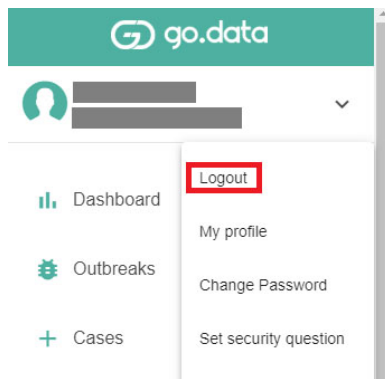 go.data
Logout
Dashboard
My profile
Outbreaks
Change Password
Cases
Set security question